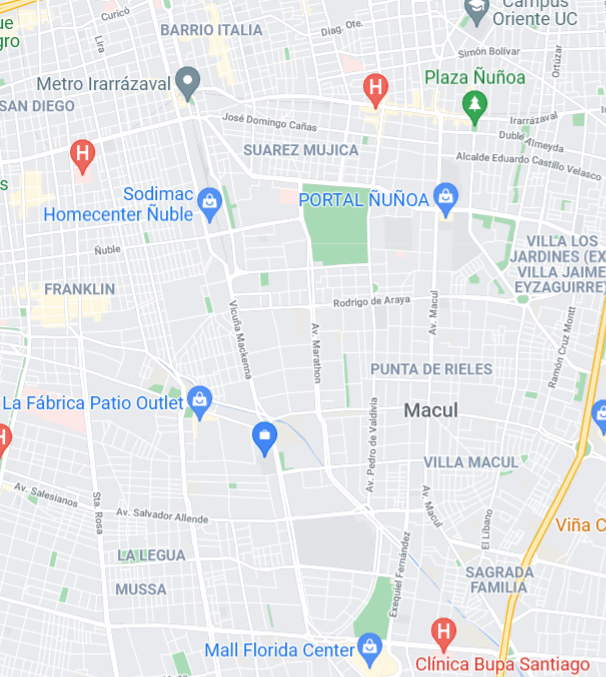 Curicó
Campus
Oriente UC
ue
gro
Lira
BARRIO ITALIA
Diag. Ote.
Simón Bolívar
Ortúzar
Metro Irarrázaval
Plaza Ñuñoa
SAN DIEGO
H
José Domingo Cañas
Irarrázaval
Duble Almeyda
H
SUAREZ MUJICA
Alcalde Eduardo Castillo Velasco
s
Sodimac
Homecenter Ñuble
PORTAL ÑUÑOA
Ñuble
VILLA LOS
JARDINES (EX
VILLA JAIME
EYZAGUIRRE)
FRANKLIN
Rodrigo de Araya
Av. Macul
Vicuña Mackenna
Av. Marathon
Ramón Cruz Montt
PUNTA DE RIELES
La Fábrica Patio Outlet
Macul
Av. Pedro de Valdivia
H
VILLA MACUL
Av. Salesianos
Sta. Rosa
Av. Salvador Allende
Av. Macul
El Líbano
Viña C
Exequiel Fernández
LA LEGUA
SAGRADA
FAMILIA
MUSSA
H
Mall Florida Center
Clínica Bupa Santiago